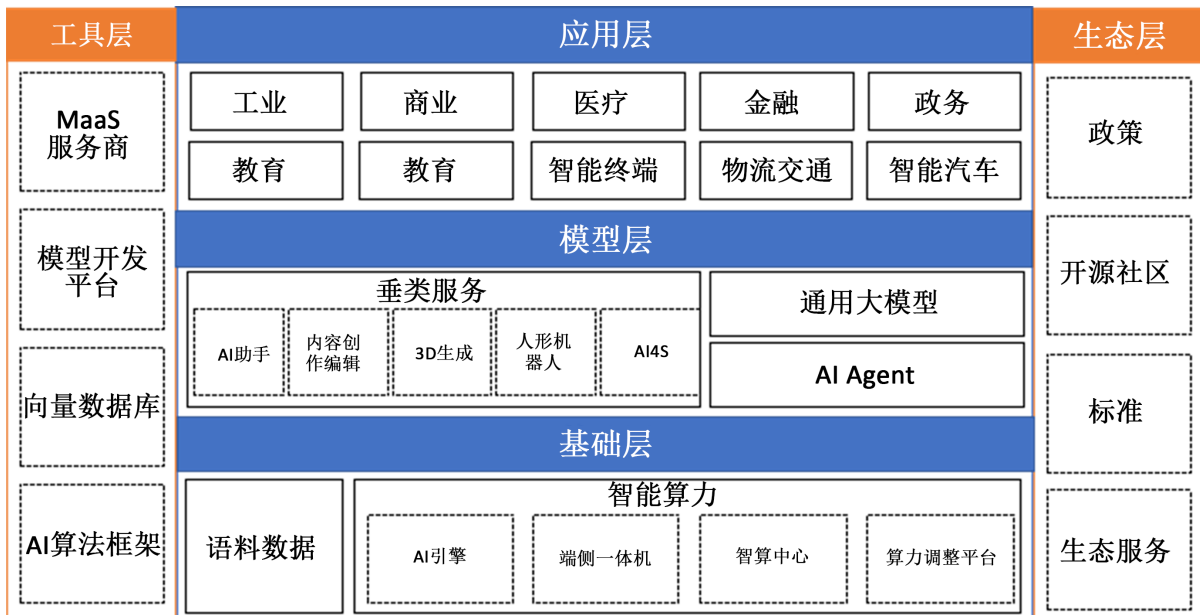 工具层
MaaS
服务商
模型开发
平台
向量数据库
AI算法框架
应用层
工业
商业
医疗
金融
政务
教育
教育
智能终端
物流交通
智能汽车
模型层
垂类服务
AI助手
内容创
作编辑
3D生成
人形机
器人
AI4S
通用大模型
AI Agent
基础层
语料数据
智能算力
AI引擎
端侧一体机
智算中心
算力调整平台
生态层
政策
开源社区
标准
生态服务